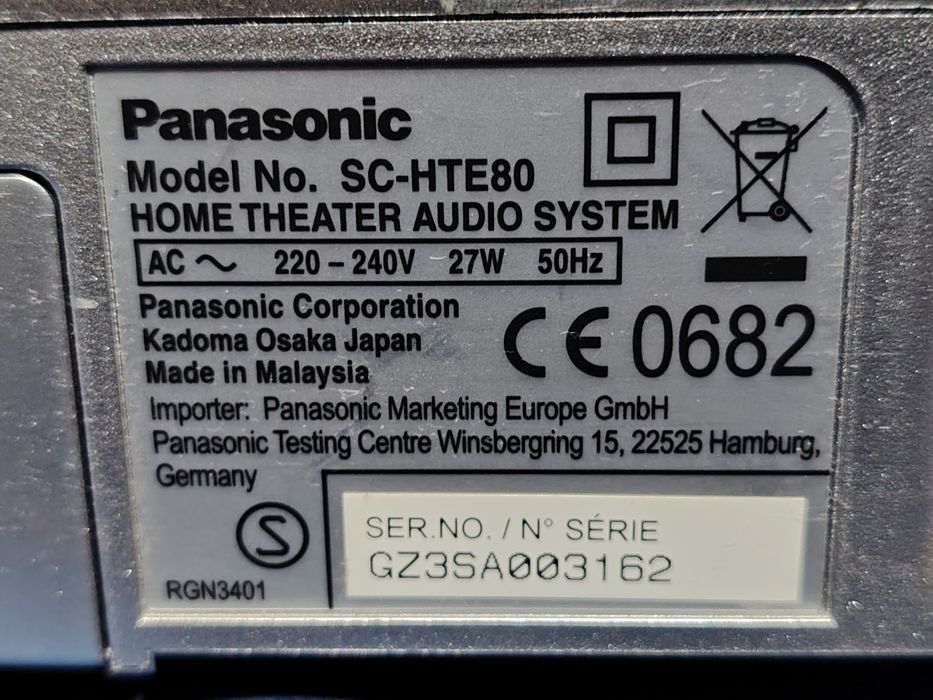 Panasonic
Model No. SC-HTE80
HOME THEATER AUDIO SYSTEM
AC ～ 220 – 240V 27W 50Hz
Panasonic Corporation
Kadoma Osaka Japan
Made in Malaysia
CE 0682
Importer: Panasonic Marketing Europe GmbH
Panasonic Testing Centre Winsbergring 15, 22525 Hamburg,
Germany
S
RGN3401
SER.NO. / N° SÉRIE
GZ3SA003162